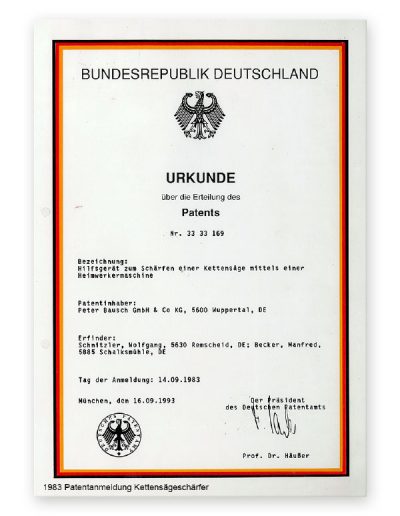 BUNDESREPUBLIK DEUTSCHLAND
URKUNDE
über die Erteilung des
Patents
Nr. 33 33 169
Bezeichnung:
Hilfsgerät zum Schärfen einer Kettensäge mittels einer
Heimwerkermaschine
Patentinhaber:
Peter Bausch GmbH & Co KG, 5600 Wuppertal, DE
Erfinder:
Schnitzler, Wolfgang, 5630 Remscheid, DE; Becker, Manfred,
5885 Schalksmühle, DE
Tag der Anmeldung: 14.09.1983
München, den 16.09.1993
Der Präsident
des Deutschen Patentamts
Prof. Dr. Häußer
1983 Patentanmeldung Kettensägeschärfer